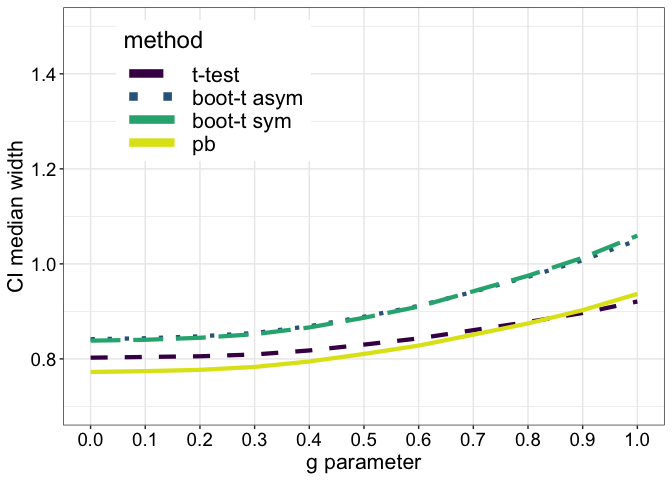 method
t-test
boot-t asym
boot-t sym
pb
CI median width
1.4
1.2
1.0
0.8
0.0 0.1 0.2 0.3 0.4 0.5 0.6 0.7 0.8 0.9 1.0
g parameter